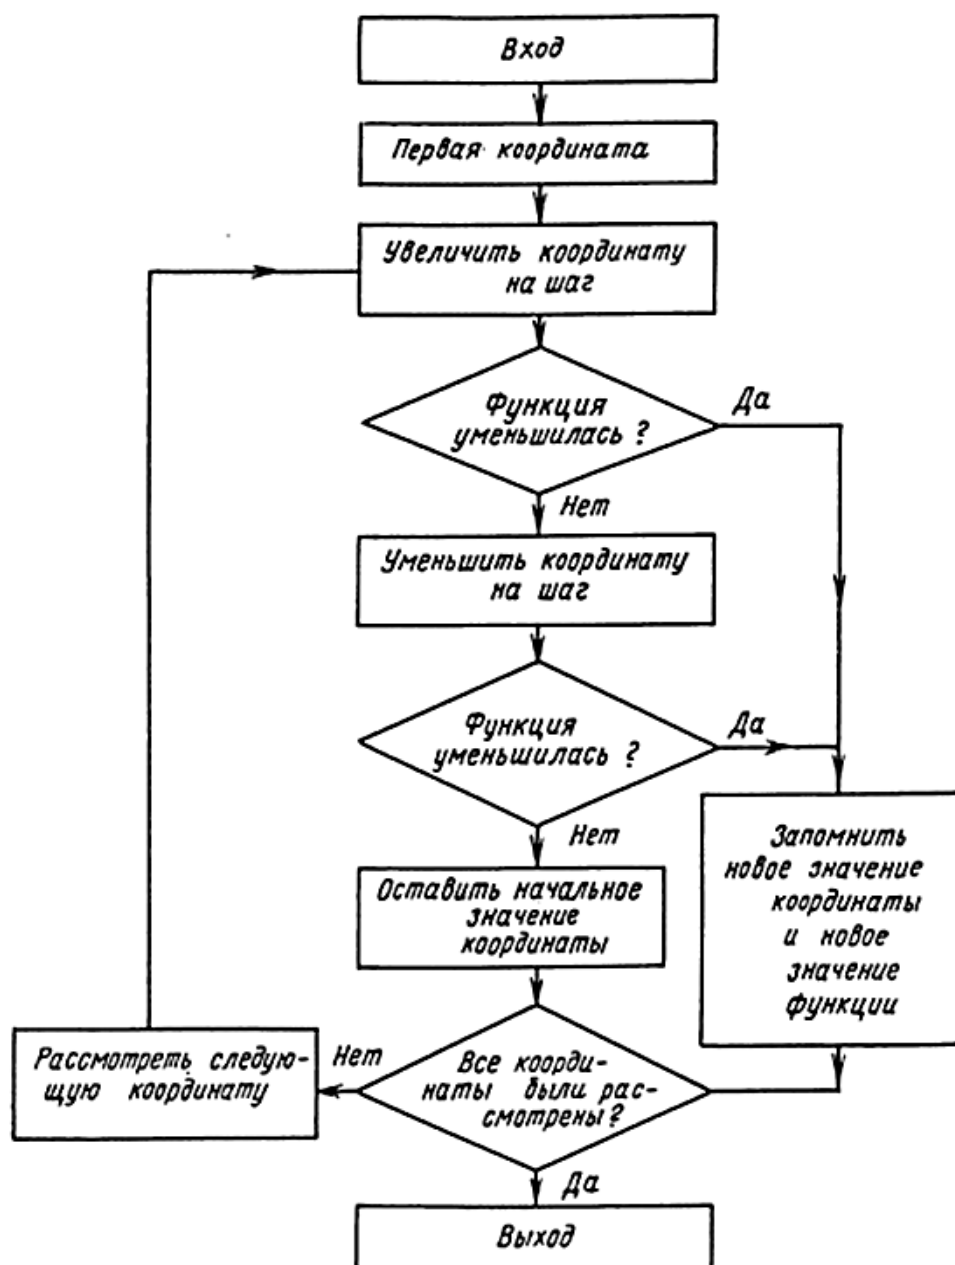 Вход
Первая координата
Увеличить координату
на шаг
Функция
уменьшилась?
Да
Нет
Уменьшить координату
на шаг
Функция
уменьшилась?
Да
Нет
Запомнить
новое значение
координаты
и новое
значение
функции
Оставить начальное
значение
координаты
Все коорди-
наты были рас-
смотрены?
Нет
Рассмотреть следую-
щую координату
Да
Выход